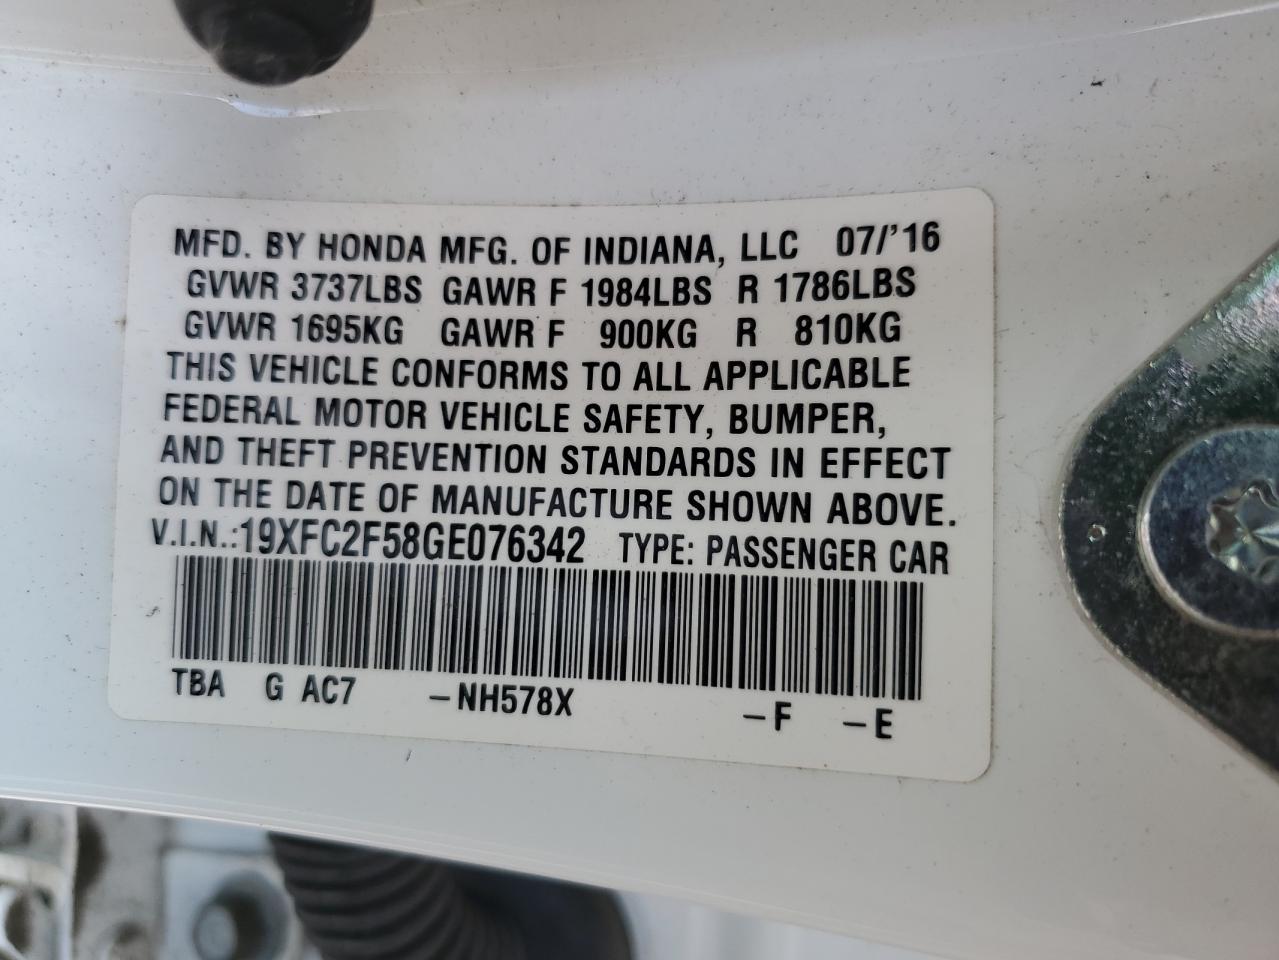 MFD. BY HONDA MFG. OF INDIANA, LLC 07/'16
GVWR 3737LBS GAWR F 1984LBS R 1786LBS
GVWR 1695KG GAWR F 900KG R 810KG
THIS VEHICLE CONFORMS TO ALL APPLICABLE
FEDERAL MOTOR VEHICLE SAFETY, BUMPER,
AND THEFT PREVENTION STANDARDS IN EFFECT
ON THE DATE OF MANUFACTURE SHOWN ABOVE.
V.I.N.:19XFC2F58GE076342 TYPE: PASSENGER CAR
TBA G AC7 –NH578X –F –E